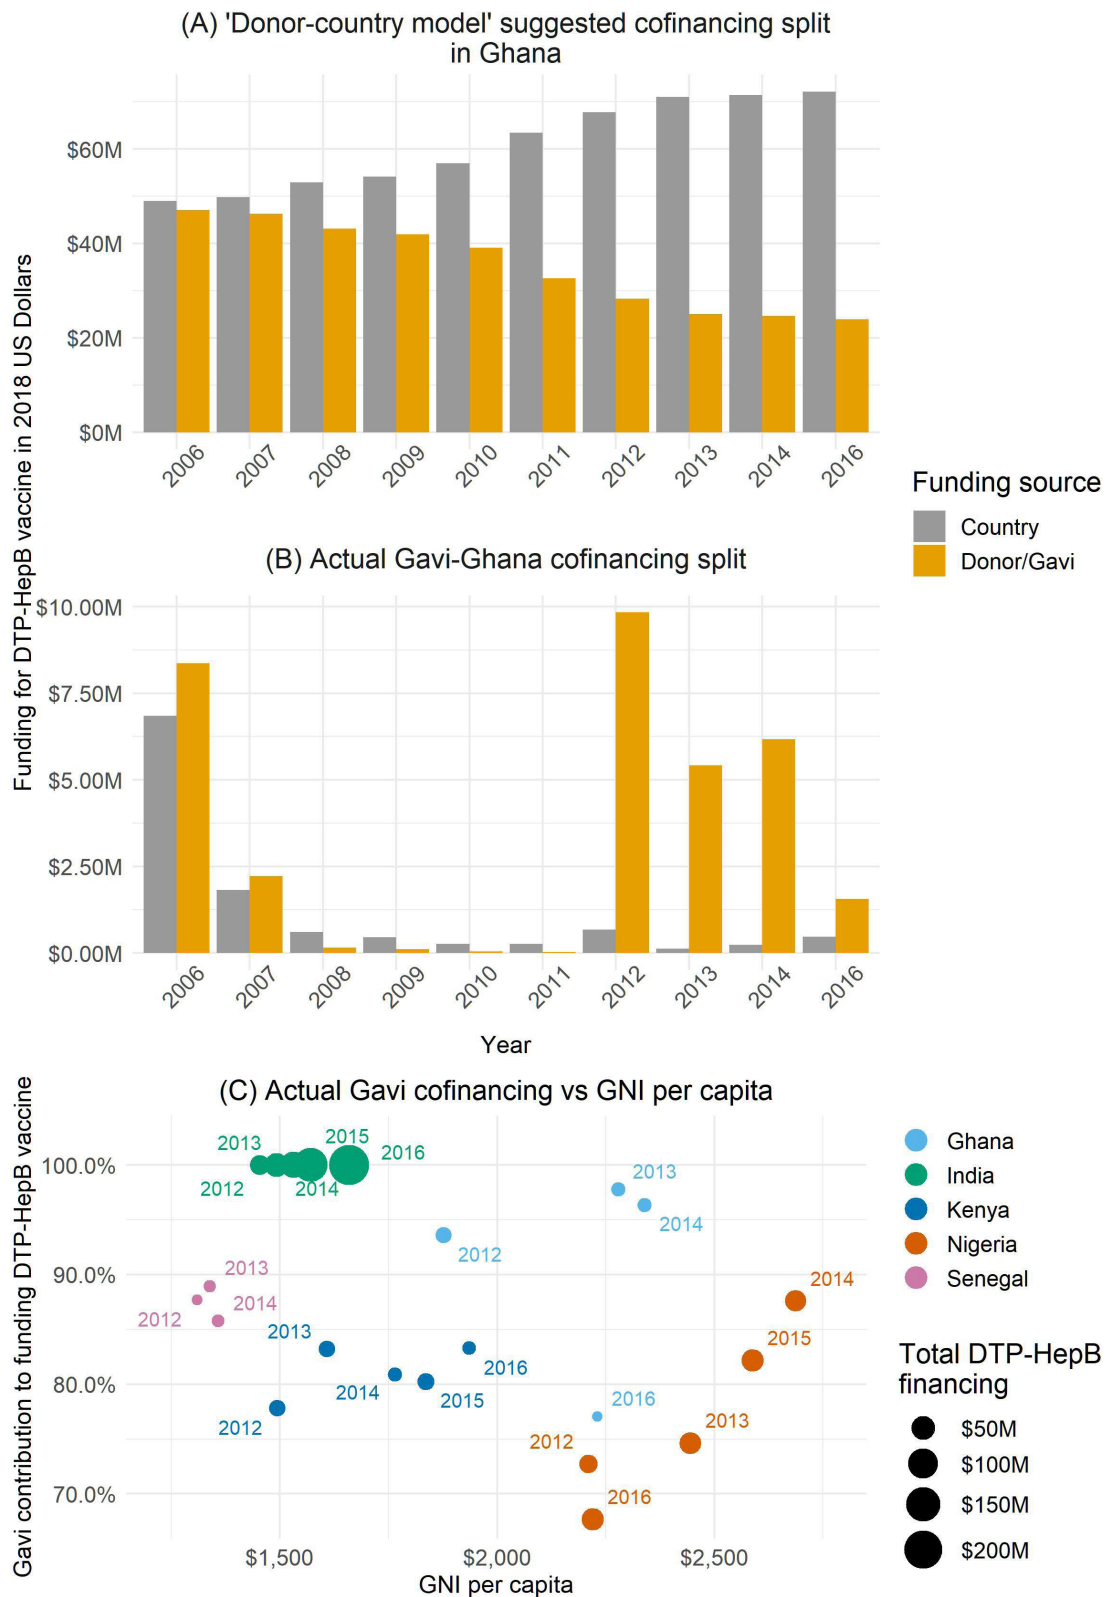 (A) 'Donor-country model' suggested cofinancing split
in Ghana
Funding for DTP-HepB vaccine in 2018 US Dollars
$60M
$40M
$20M
$0M
2006
2007
2008
2009
2010
2011
2012
2013
2014
2016
Funding source
Country
Donor/Gavi
(B) Actual Gavi-Ghana cofinancing split
$10.00M
$7.50M
$5.00M
$2.50M
$0.00M
2006
2007
2008
2009
2010
2011
2012
2013
2014
2016
Year
(C) Actual Gavi cofinancing vs GNI per capita
Gavi contribution to funding DTP-HepB vaccine
100.0%
90.0%
80.0%
70.0%
2013
2015
2016
2012
2014
2013
2014
2012
2013
2014
2012
2014
2013
2015
2016
2014
2015
2012
2016
2013
2012
2016
$1,500
$2,000
$2,500
GNI per capita
Ghana
India
Kenya
Nigeria
Senegal
Total DTP-HepB
financing
$50M
$100M
$150M
$200M